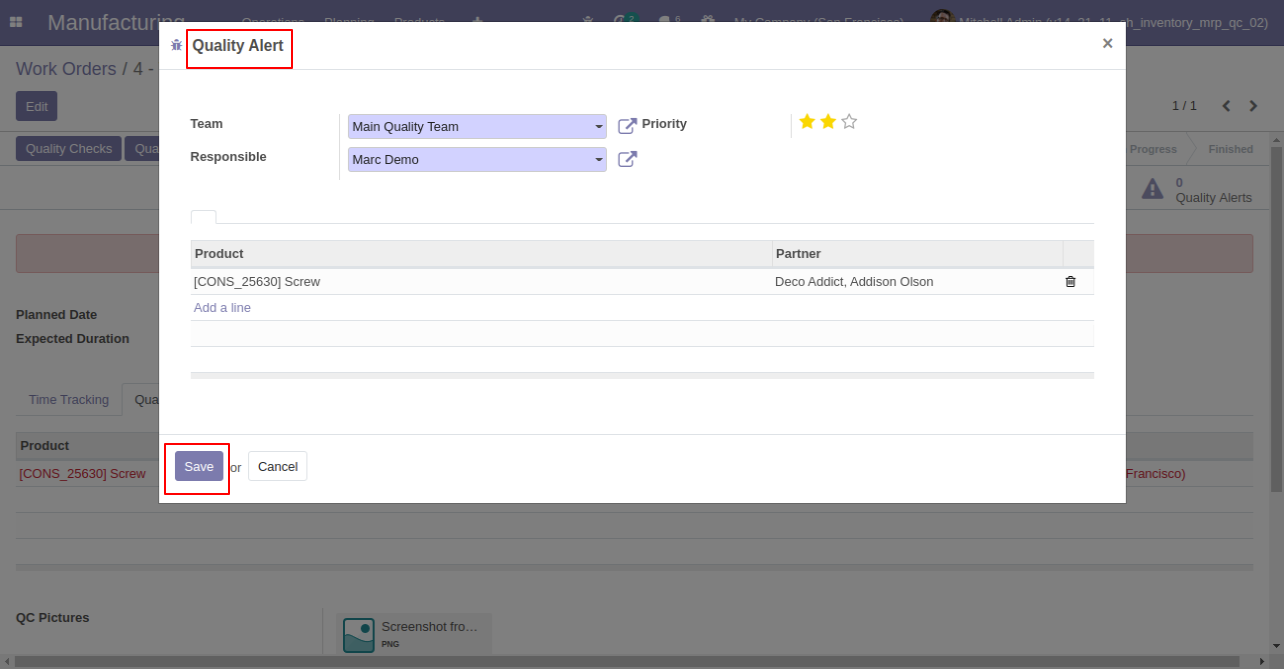 Manufacturing Operations Planning Products 2 6 My Company (San Francisco) Mitchell Admin (v14_21_11_sh_inventory_mrp_qc_02)
Quality Alert ×
Work Orders / 4 -
Edit 1 / 1
Team Main Quality Team Priority
Quality Checks Qua Progress Finished
Responsible Marc Demo
0
Quality Alerts
Product Partner
[CONS_25630] Screw Deco Addict, Addison Olson
Add a line
Planned Date
Expected Duration
Time Tracking Qua
Product
Save or Cancel
[CONS_25630] Screw Francisco)
QC Pictures
Screenshot fro...
PNG